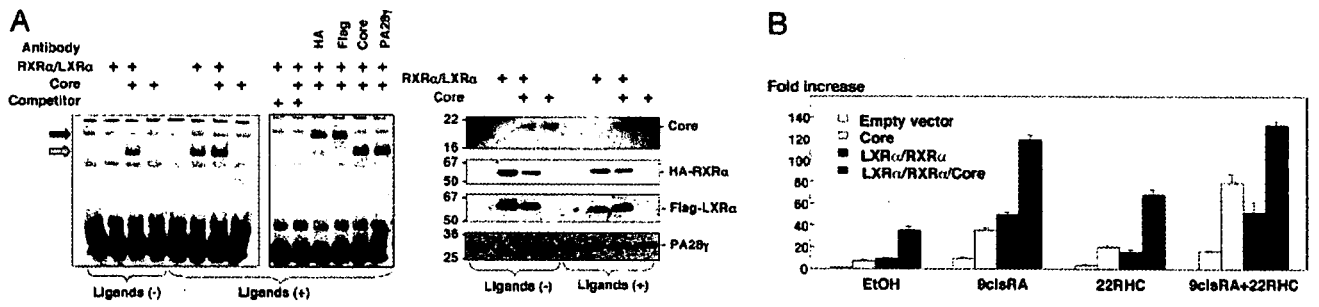 A
Antibody
HA
Flag
Core
PA28γ
RXRα/LXRα + + + + + + + + + +
Core + + + + + + + + +
Competitor + +
Ligands (-)
Ligands (+)
RXRα/LXRα + + + +
Core + + + +
22
16
Core
67
50
HA-RXRα
67
50
Flag-LXRα
36
25
PA28γ
Ligands (-)
Ligands (+)
B
Fold increase
140
120
100
80
60
40
20
0
Empty vector
Core
LXRα/RXRα
LXRα/RXRα/Core
EtOH
9cisRA
22RHC
9cisRA+22RHC